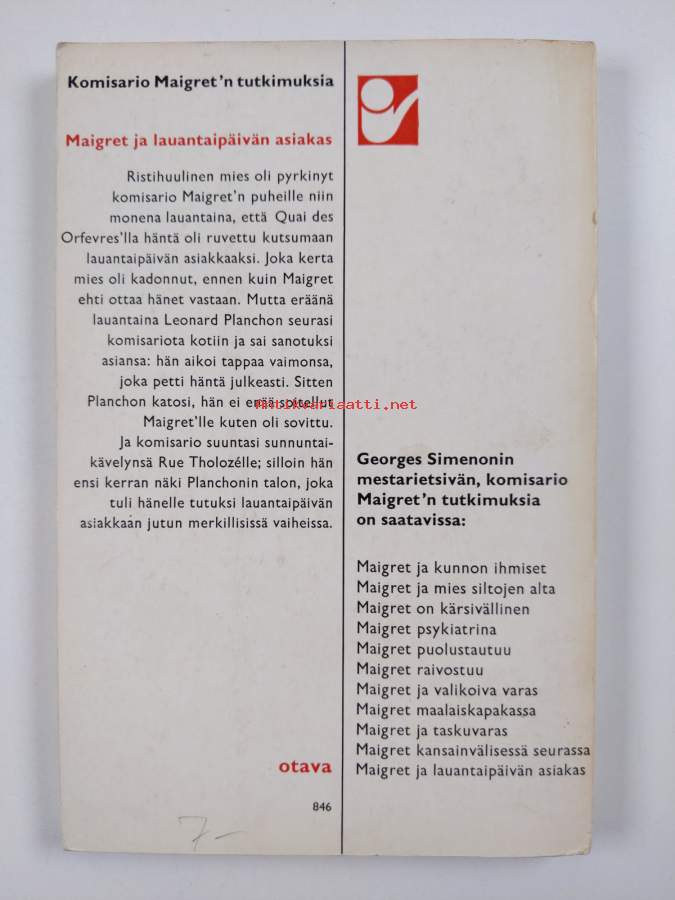 Komisario Maigret'n tutkimuksia
Maigret ja lauantaipäivän asiakas
Ristihuulinen mies oli pyrkinyt
komisario Maigret'n puheille niin
monena lauantaina, että Quai des
Orfevres'lla häntä oli ruvettu kutsumaan
lauantaipäivän asiakkaaksi. Joka kerta
mies oli kadonnut, ennen kuin Maigret
ehti ottaa hänet vastaan. Mutta eräänä
lauantaina Leonard Planchon seurasi
komisariota kotiin ja sai sanotuksi
asiansa: hän aikoi tappaa vaimonsa,
joka petti häntä julkeasti. Sitten
Planchon katosi, hän ei enää soitellut
Maigret'lle kuten oli sovittu.
Ja komisario suuntasi sunnuntai-
kävelynsä Rue Tholozélle; silloin hän
ensi kerran näki Planchonin talon, joka
tuli hänelle tutuksi lauantaipäivän
asiakkaan jutun merkillisissä vaiheissa.
otava
846
7-
Georges Simenonin
mestarietsivän, komisario
Maigret'n tutkimuksia
on saatavissa:
Maigret ja kunnon ihmiset
Maigret ja mies siltojen alta
Maigret on kärsivällinen
Maigret psykiatrina
Maigret puolustautuu
Maigret raivostuu
Maigret ja valikoiva varas
Maigret maalaiskapakassa
Maigret ja taskuvaras
Maigret kansainvälisessä seurassa
Maigret ja lauantaipäivän asiakas
antikvariaatti.net